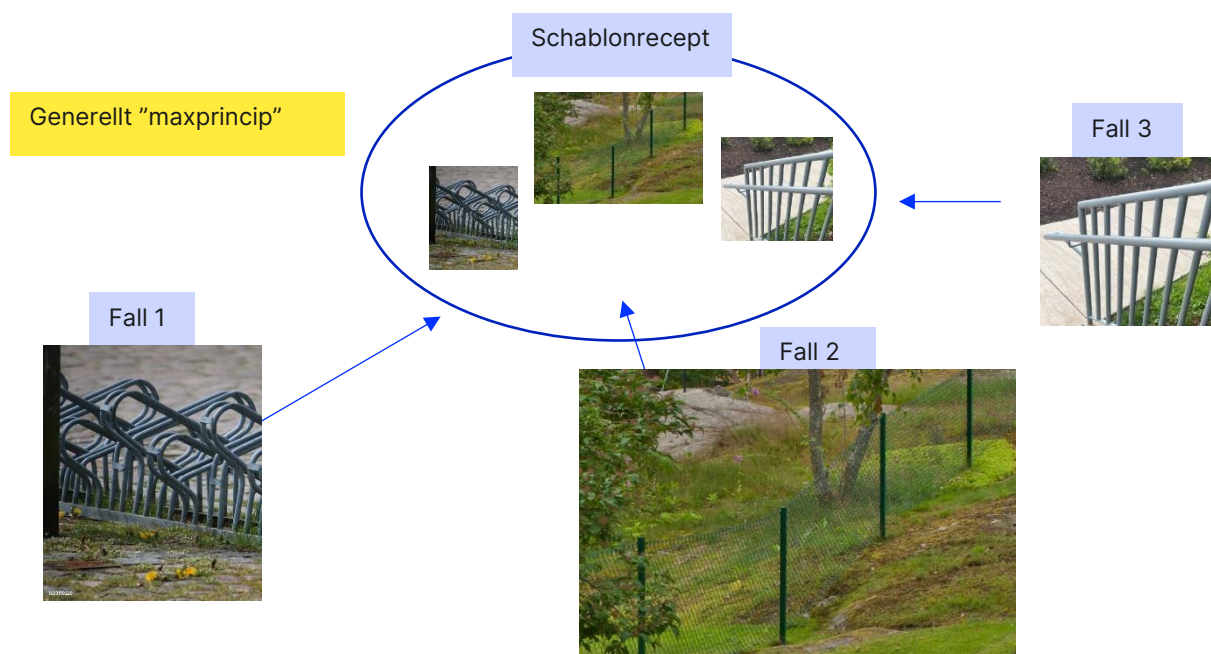 Schablonrecept
Generellt ”maxprincip”
Fall 3
Fall 1
Fall 2